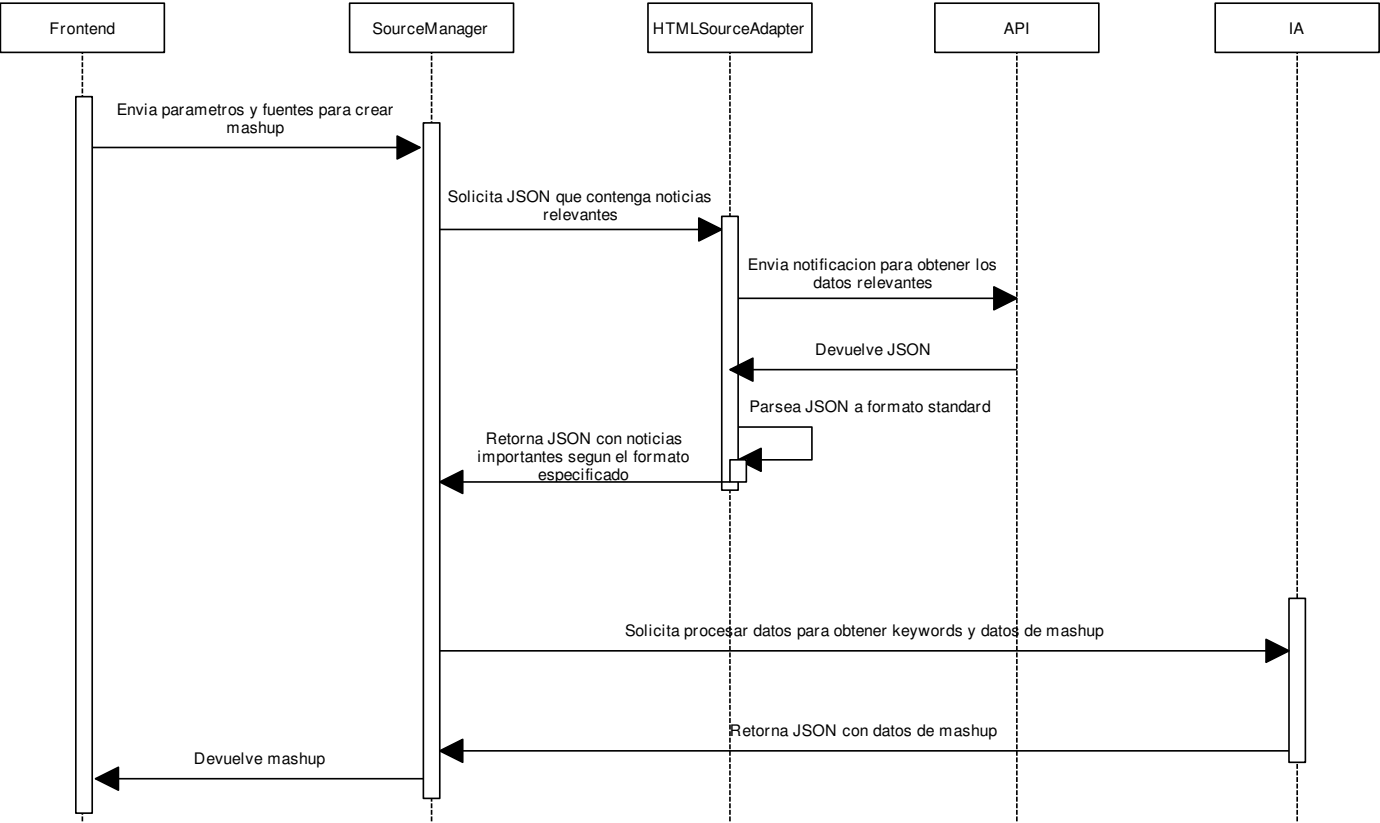 Frontend
SourceManager
HTMLSourceAdapter
API
IA
Envia parametros y fuentes para crear
mashup
Solicita JSON que contenga noticias
relevantes
Envia notificacion para obtener los
datos relevantes
Devuelve JSON
Parsea JSON a formato standard
Retorna JSON con noticias
importantes segun el formato
especificado
Solicita procesar datos para obtener keywords y datos de mashup
Retorna JSON con datos de mashup
Devuelve mashup